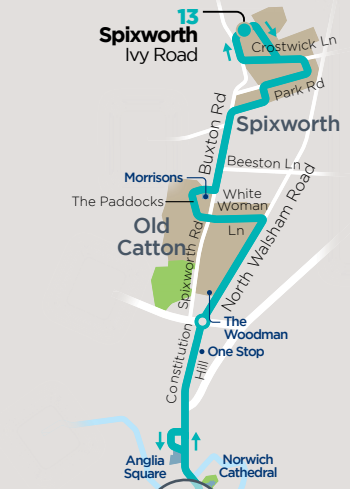 13
Spixworth
Ivy Road
Crostwick Ln
Park Rd
Buxton Rd
Spixworth
Morrisons
Beeston Ln
The Paddocks
White
Woman
Ln
Old
Catton
Spixworth Rd
North Walsham Road
The
Woodman
One Stop
Constitution
Hill
Anglia
Square
Norwich
Cathedral